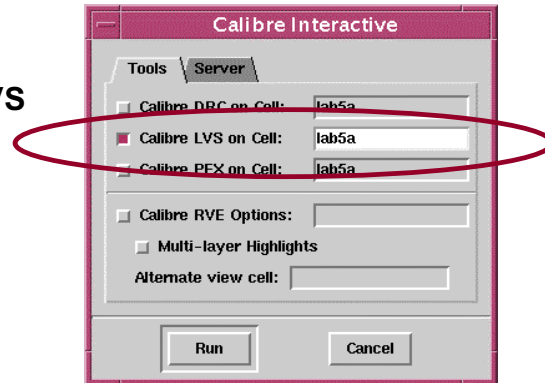 Calibre Interactive
Tools Server
Calibre DRC on Cell: lab5a
VS
Calibre LVS on Cell: lab5a
Calibre PEX on Cell: lab5a
Calibre RVE Options:
Multi-layer Highlights
Alternate view cell:
Run Cancel